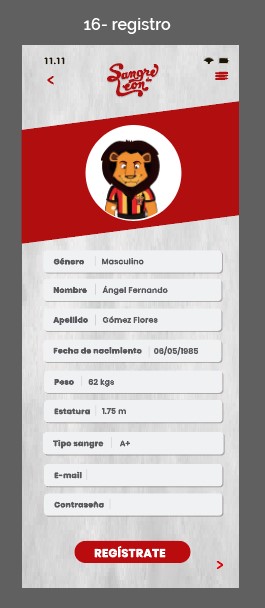 16- registro
11.11
Sangre
de
León
Género Masculino
Nombre Ángel Fernando
Apellido Gómez Flores
Fecha de nacimiento 06/05/1985
Peso 62 kgs
Estatura 1.75 m
Tipo sangre A+
E-mail
Contraseña
REGÍSTRATE